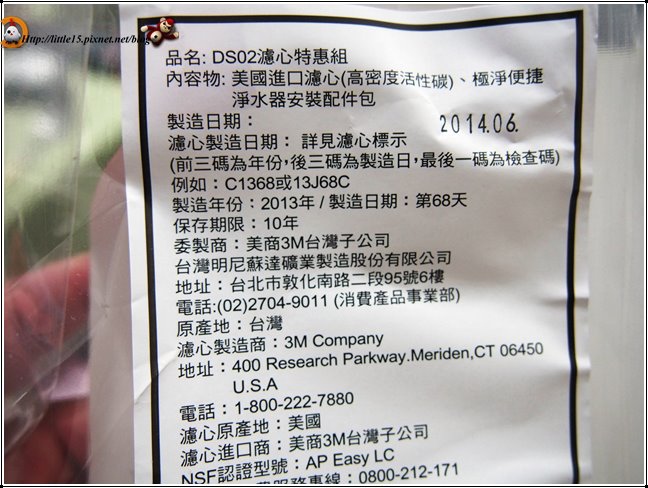 Http://little15.pixnet.net/blog
品名: DS02濾心特惠組
內容物: 美國進口濾心(高密度活性碳)、極淨便捷
淨水器安裝配件包
製造日期： 2014.06.
濾心製造日期： 詳見濾心標示
(前三碼為年份，後三碼為製造日，最後一碼為檢查碼)
例如：C1368或13J68C
製造年份：2013年 / 製造日期：第68天
保存期限：10年
委製商：美商3M台灣子公司
台灣明尼蘇達礦業製造股份有限公司
地址：台北市敦化南路二段95號6樓
電話:(02)2704-9011 (消費產品事業部)
原產地：台灣
濾心製造商：3M Company
地址：400 Research Parkway.Meriden,CT 06450
U.S.A
電話：1-800-222-7880
濾心原產地：美國
濾心進口商：美商3M台灣子公司
NSF認證型號：AP Easy LC
服務專線：0800-212-171